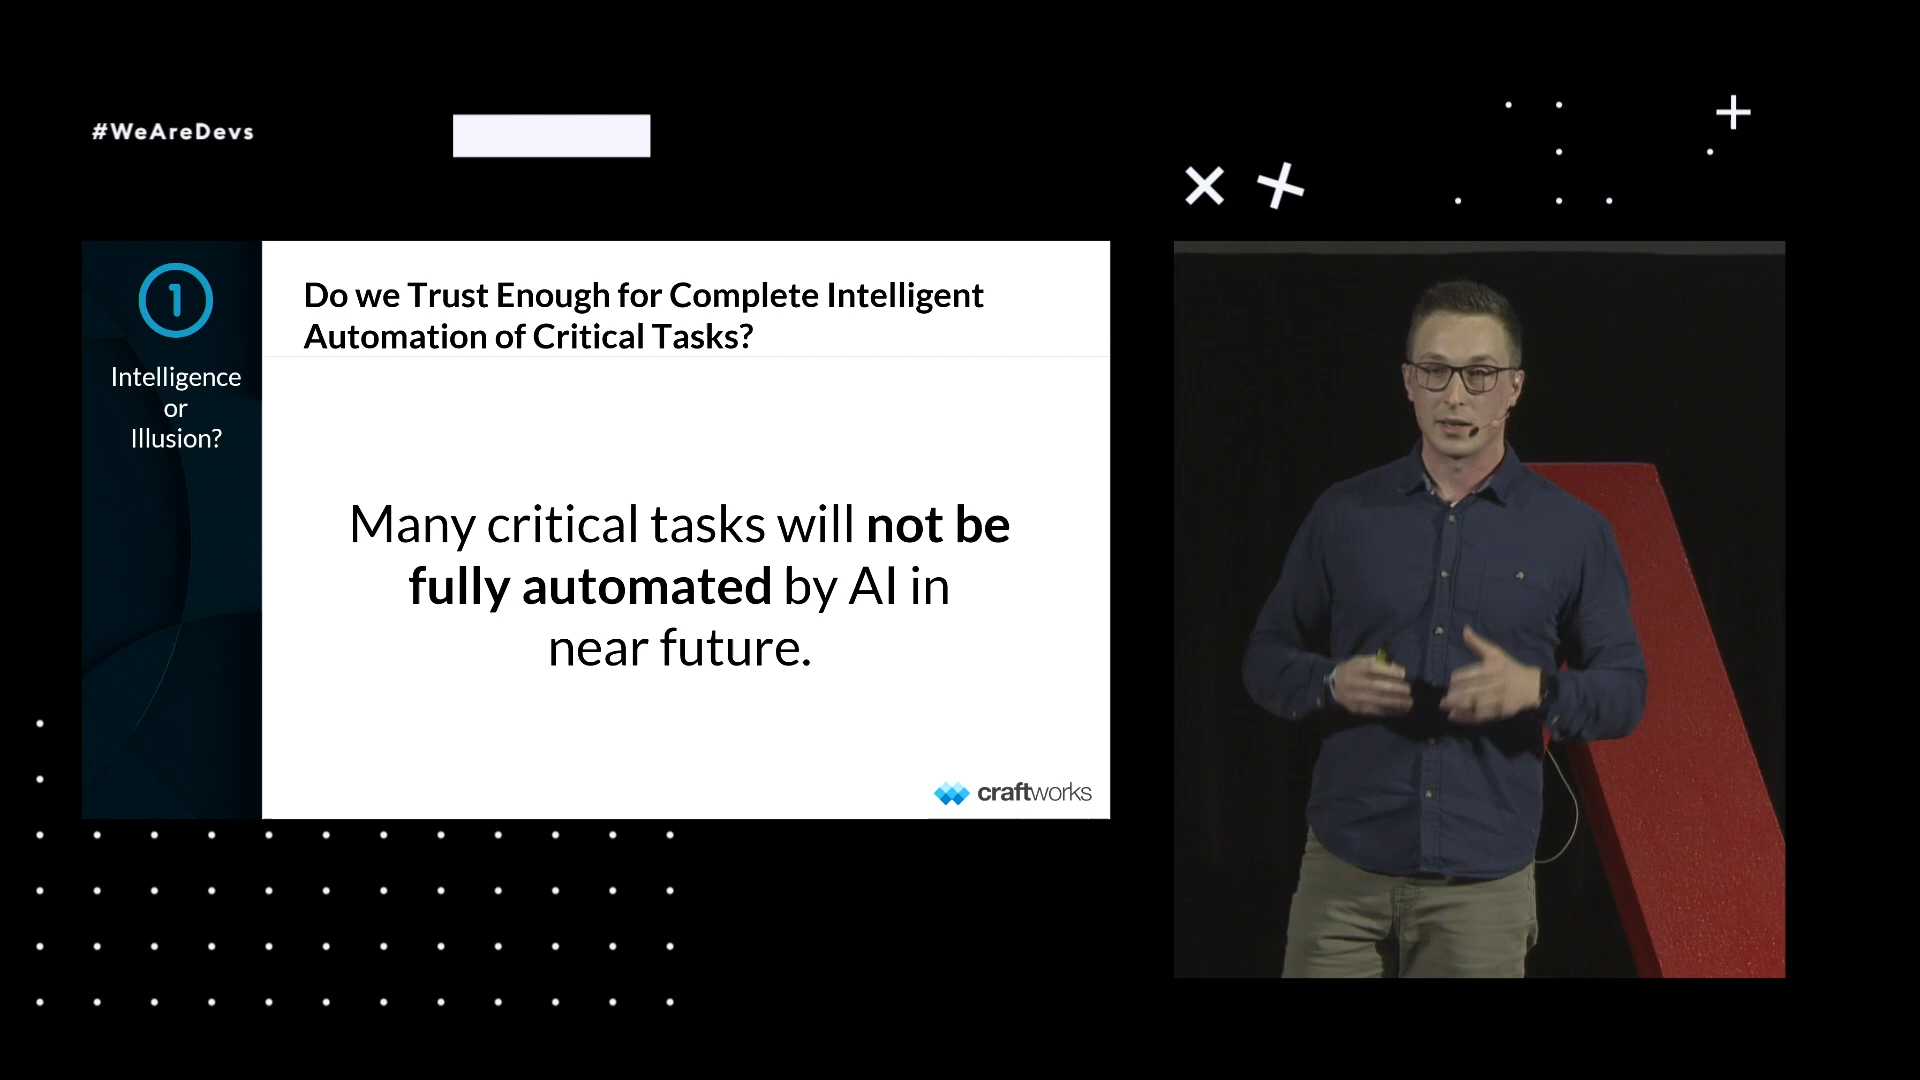 #WeAreDevs
1
Intelligence
or
Illusion?
Do we Trust Enough for Complete Intelligent
Automation of Critical Tasks?
Many critical tasks will not be
fully automated by AI in
near future.
craftworks